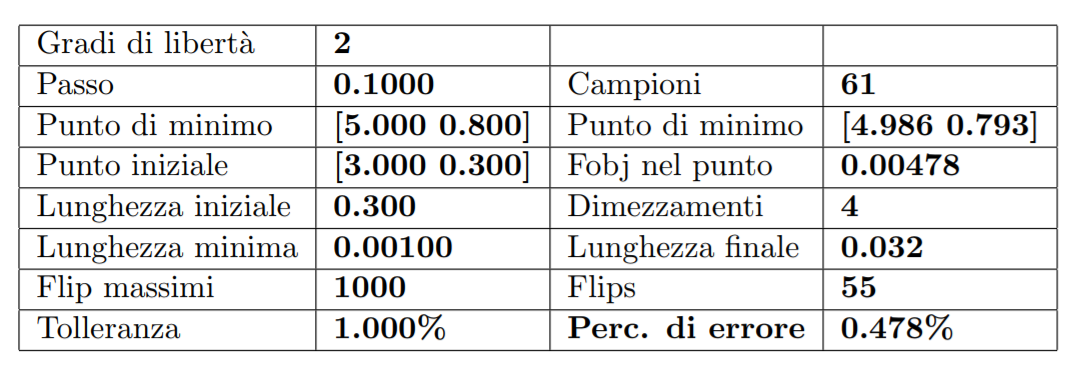 Gradi di libertà 2
Passo 0.1000 Campioni 61
Punto di minimo [5.000 0.800] Punto di minimo [4.986 0.793]
Punto iniziale [3.000 0.300] Fobj nel punto 0.00478
Lunghezza iniziale 0.300 Dimezzamenti 4
Lunghezza minima 0.00100 Lunghezza finale 0.032
Flip massimi 1000 Flips 55
Tolleranza 1.000% Perc. di errore 0.478%